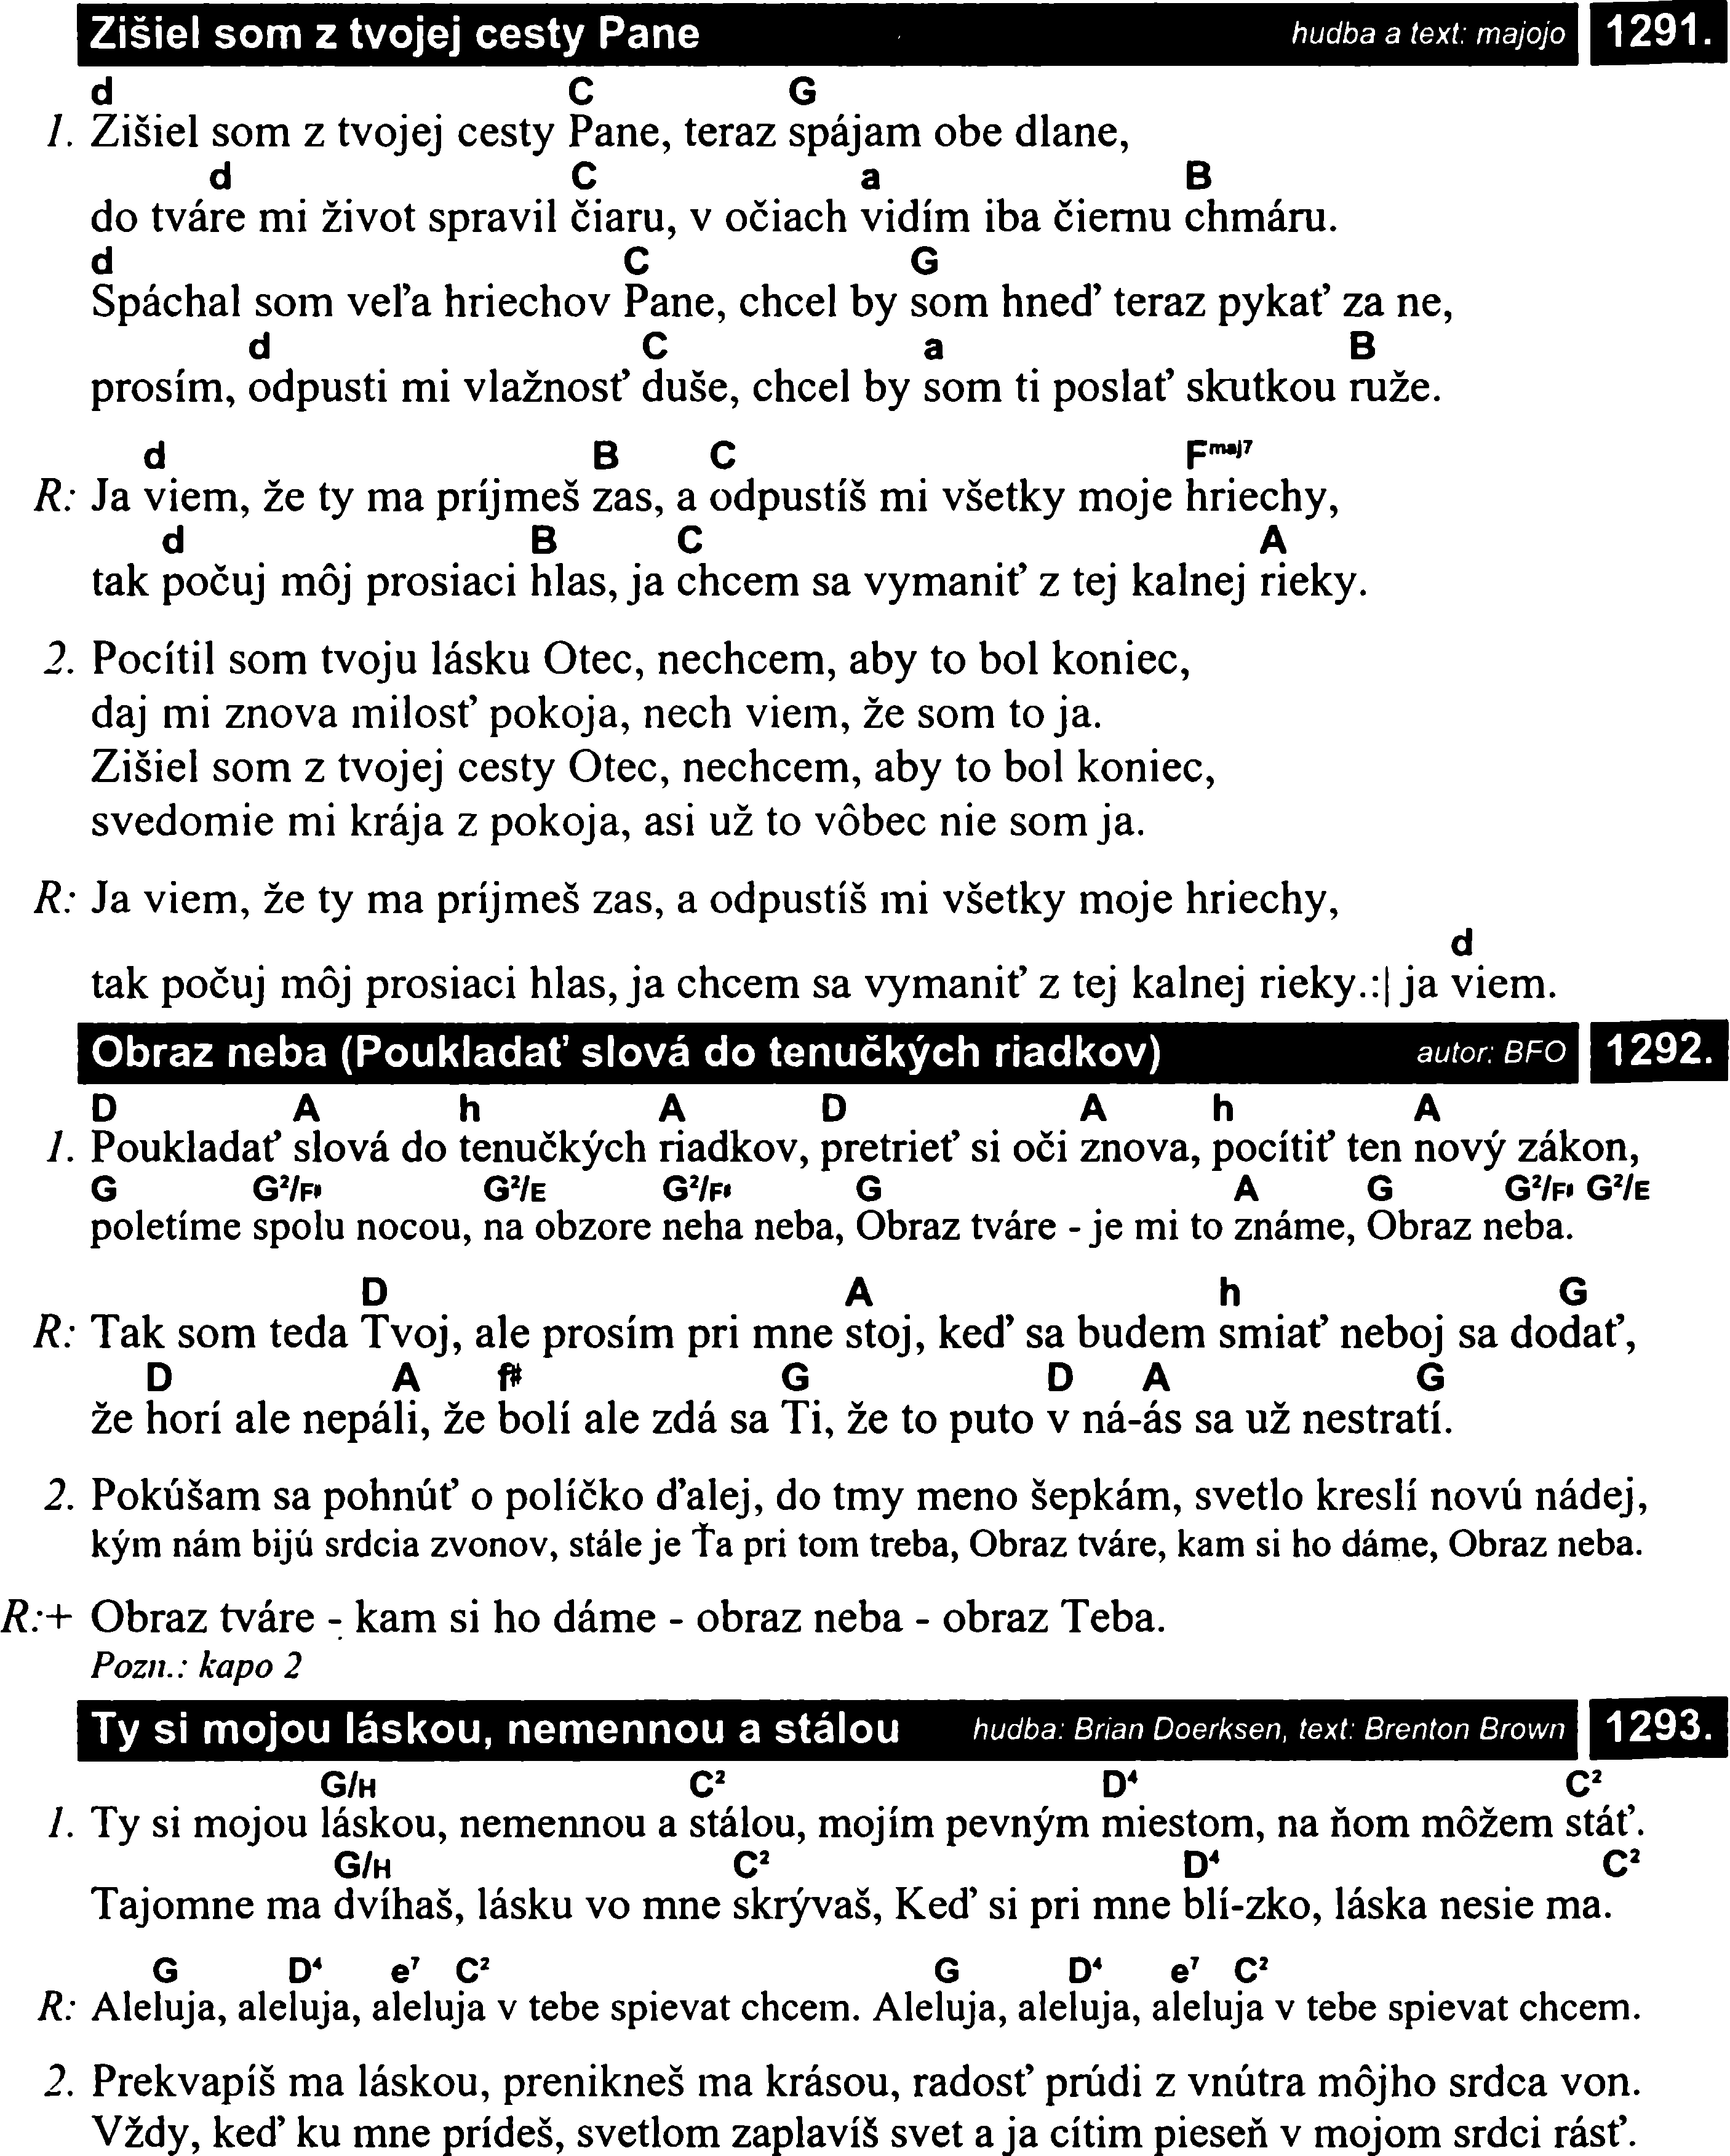 Zišiel som z tvojej cesty Pane hudba a text: majojo 1291.
d C G
1. Zišiel som z tvojej cesty Pane, teraz spájam obe dlane,
d C a B
do tváre mi život spravil čiaru, v očiach vidím iba čiernu chmáru.
d C G
Spáchal som veľa hriechov Pane, chcel by som hneď teraz pykať za ne,
d C a B
prosím, odpusti mi vlažnosť duše, chcel by som ti poslať skutkou ruže.
d B C Fmaj7
R: Ja viem, že ty ma príjmeš zas, a odpustíš mi všetky moje hriechy,
d B C A
tak počuj môj prosiaci hlas, ja chcem sa vymaniť z tej kalnej rieky.
2. Pocítil som tvoju lásku Otec, nechcem, aby to bol koniec,
daj mi znova milosť pokoja, nech viem, že som to ja.
Zišiel som z tvojej cesty Otec, nechcem, aby to bol koniec,
svedomie mi krája z pokoja, asi už to vôbec nie som ja.
R: Ja viem, že ty ma príjmeš zas, a odpustíš mi všetky moje hriechy,
d
tak počuj môj prosiaci hlas, ja chcem sa vymaniť z tej kalnej rieky.:| ja viem.
Obraz neba (Poukladať slová do tenučkých riadkov) autor: BFO 1292.
D A h A D A h A
1. Poukladať slová do tenučkých riadkov, pretrieť si oči znova, pocítiť ten nový zákon,
G G²/F# G²/E G²/F# G A G G²/F# G²/E
poletíme spolu nocou, na obzore neha neba, Obraz tváre - je mi to známe, Obraz neba.
D A h G
R: Tak som teda Tvoj, ale prosím pri mne stoj, keď sa budem smiať neboj sa dodať,
D A f# G D A G
že horí ale nepáli, že bolí ale zdá sa Ti, že to puto v ná-ás sa už nestratí.
2. Pokúšam sa pohnúť o políčko ďalej, do tmy meno šepkám, svetlo kreslí novú nádej,
kým nám bijú srdcia zvonov, stále je Ťa pri tom treba, Obraz tváre, kam si ho dáme, Obraz neba.
R:+ Obraz tváre - kam si ho dáme - obraz neba - obraz Teba.
Pozn.: kapo 2
Ty si mojou láskou, nemennou a stálou hudba: Brian Doerksen, text: Brenton Brown 1293.
G/H C² D⁴ C²
1. Ty si mojou láskou, nemennou a stálou, mojím pevným miestom, na ňom môžem stáť.
G/H C² D⁴ C²
Tajomne ma dvíhaš, lásku vo mne skrývaš, Keď si pri mne blí-zko, láska nesie ma.
G D⁴ e⁷ C² G D⁴ e⁷ C²
R: Aleluja, aleluja, aleluja v tebe spievat chcem. Aleluja, aleluja, aleluja v tebe spievat chcem.
2. Prekvapíš ma láskou, prenikneš ma krásou, radosť prúdi z vnútra môjho srdca von.
Vždy, keď ku mne prídeš, svetlom zaplavíš svet a ja cítim pieseň v mojom srdci rásť.